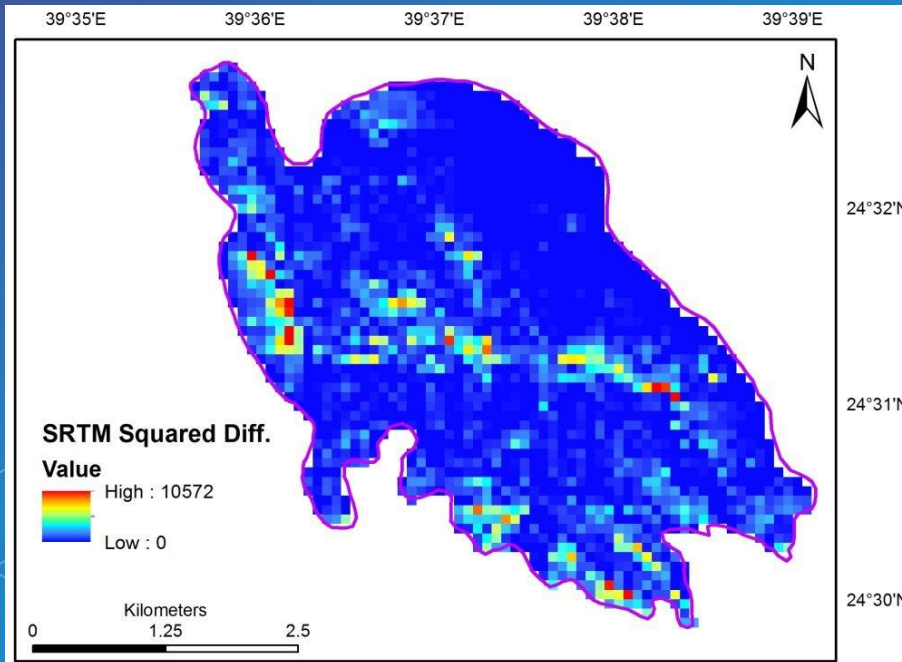 39°35'E 39°36'E 39°37'E 39°38'E 39°39'E
N
24°32'N
24°31'N
SRTM Squared Diff.
Value
High : 10572
Low : 0
24°30'N
Kilometers
0 1.25 2.5